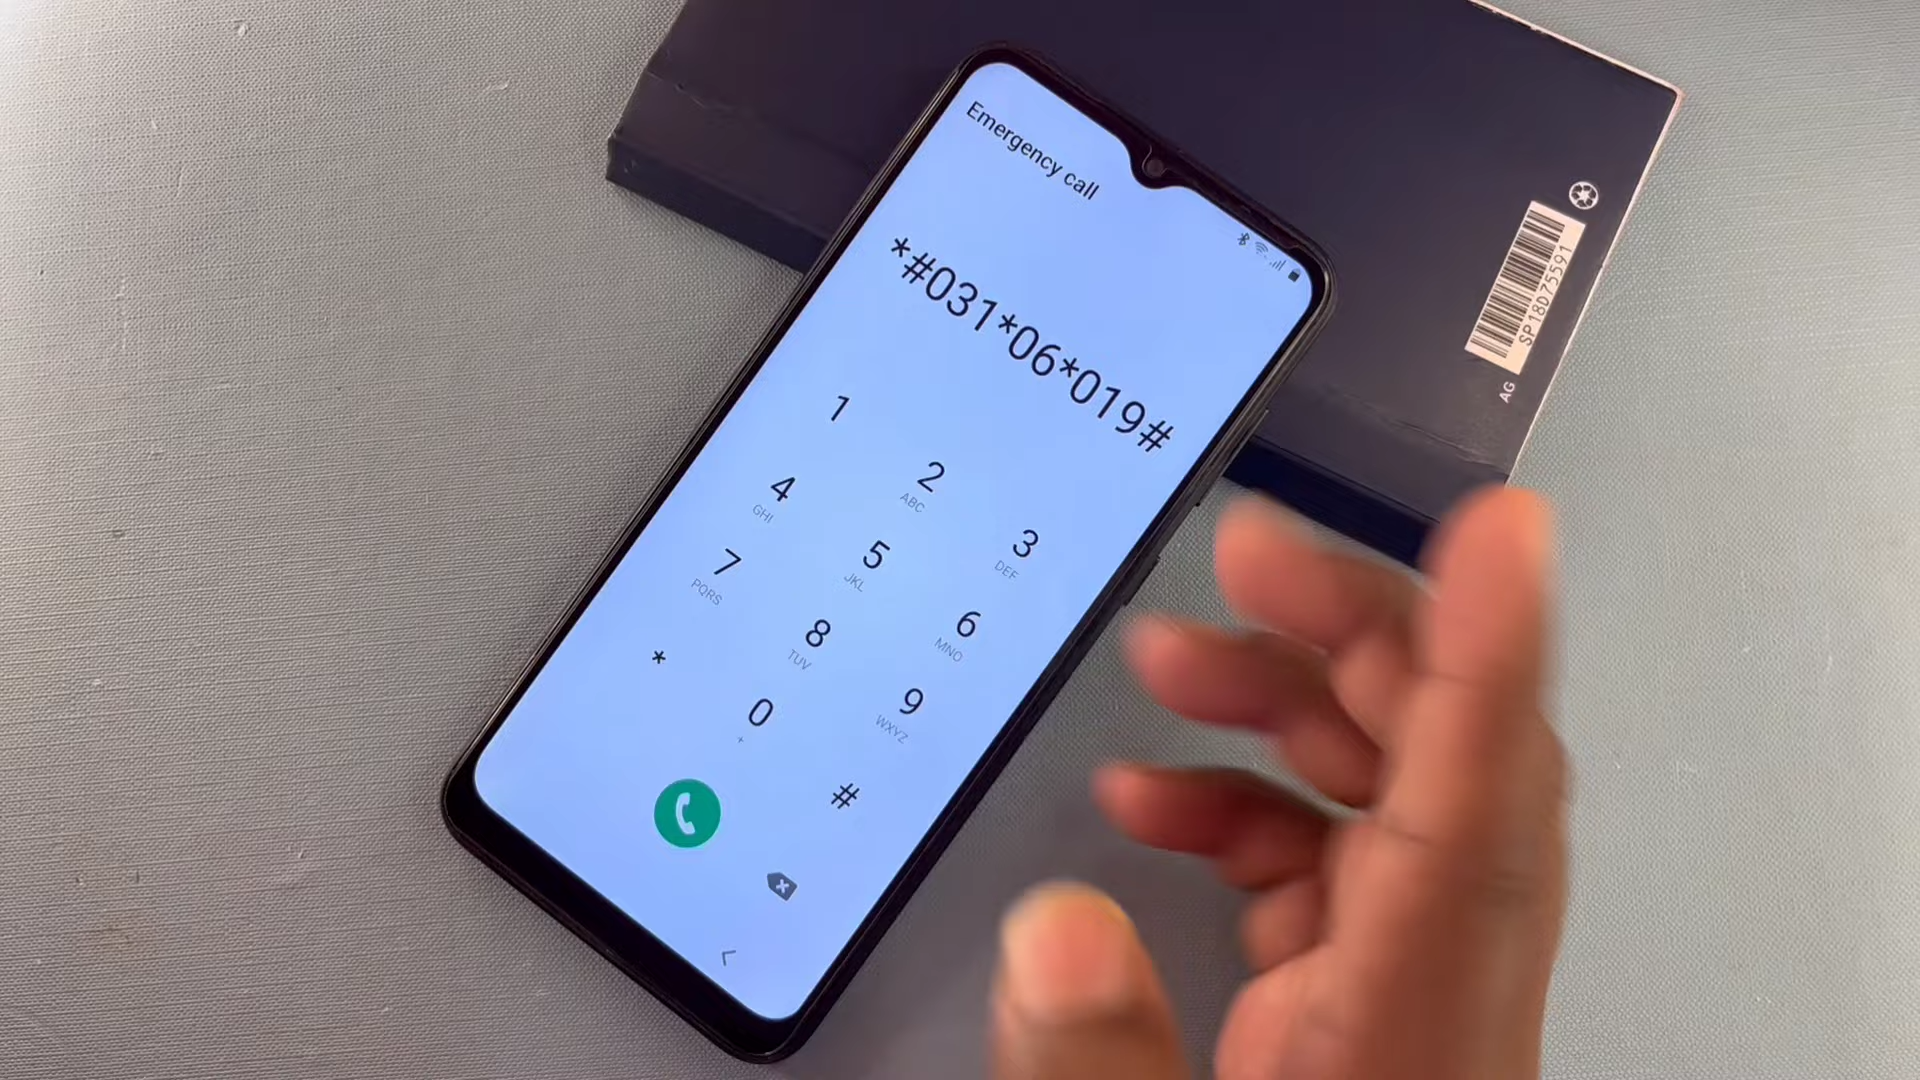 Emergency call
*#031*06*019#
1
2
ABC
3
DEF
4
GHI
5
JKL
6
MNO
7
PQRS
8
TUV
9
WXYZ
*
0
+
#
SP18D75591
AG